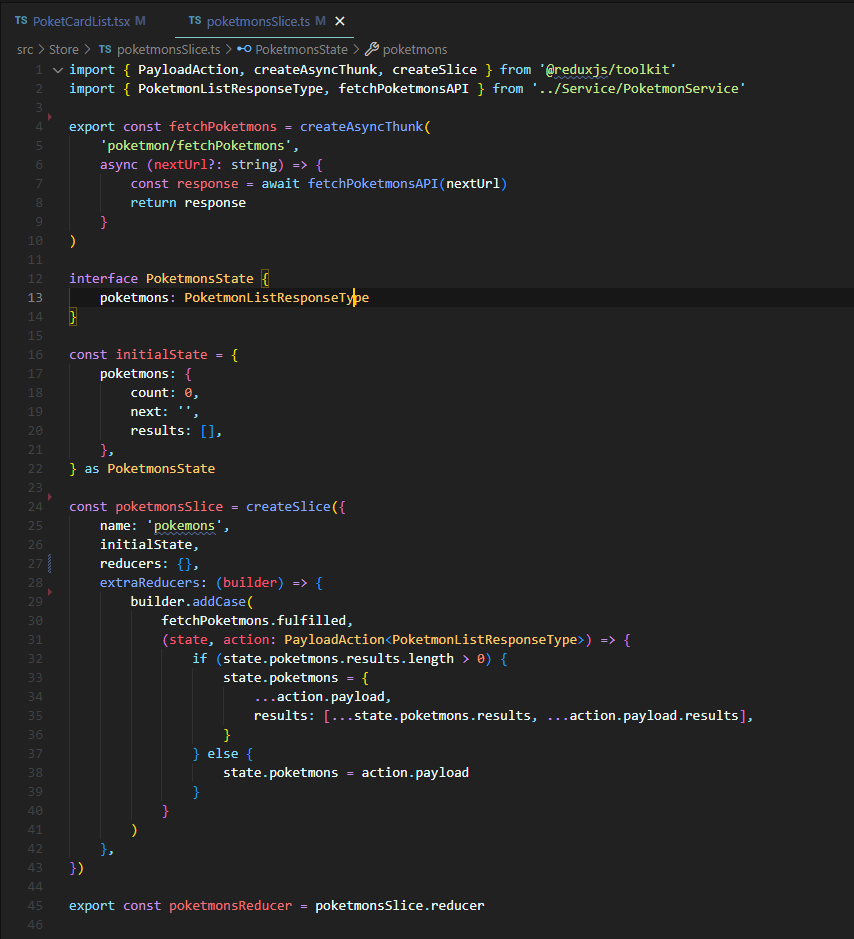 TS PoketCardList.tsx M TS poketmonsSlice.ts M ×
src > Store > TS poketmonsSlice.ts > PoketmonsState > poketmons
1 import { PayloadAction, createAsyncThunk, createSlice } from '@reduxjs/toolkit'
2 import { PoketmonListResponseType, fetchPoketmonsAPI } from '../Service/PoketmonService'
3
4 export const fetchPoketmons = createAsyncThunk(
5     'poketmon/fetchPoketmons',
6     async (nextUrl?: string) => {
7         const response = await fetchPoketmonsAPI(nextUrl)
8         return response
9     }
10 )
11
12 interface PoketmonsState {
13     poketmons: PoketmonListResponseType
14 }
15
16 const initialState = {
17     poketmons: {
18         count: 0,
19         next: '',
20         results: [],
21     },
22 } as PoketmonsState
23
24 const poketmonsSlice = createSlice({
25     name: 'pokemons',
26     initialState,
27     reducers: {},
28     extraReducers: (builder) => {
29         builder.addCase(
30             fetchPoketmons.fulfilled,
31             (state, action: PayloadAction<PoketmonListResponseType>) => {
32                 if (state.poketmons.results.length > 0) {
33                     state.poketmons = {
34                         ...action.payload,
35                         results: [...state.poketmons.results, ...action.payload.results],
36                     }
37                 } else {
38                     state.poketmons = action.payload
39                 }
40             }
41         )
42     },
43 })
44
45 export const poketmonsReducer = poketmonsSlice.reducer
46